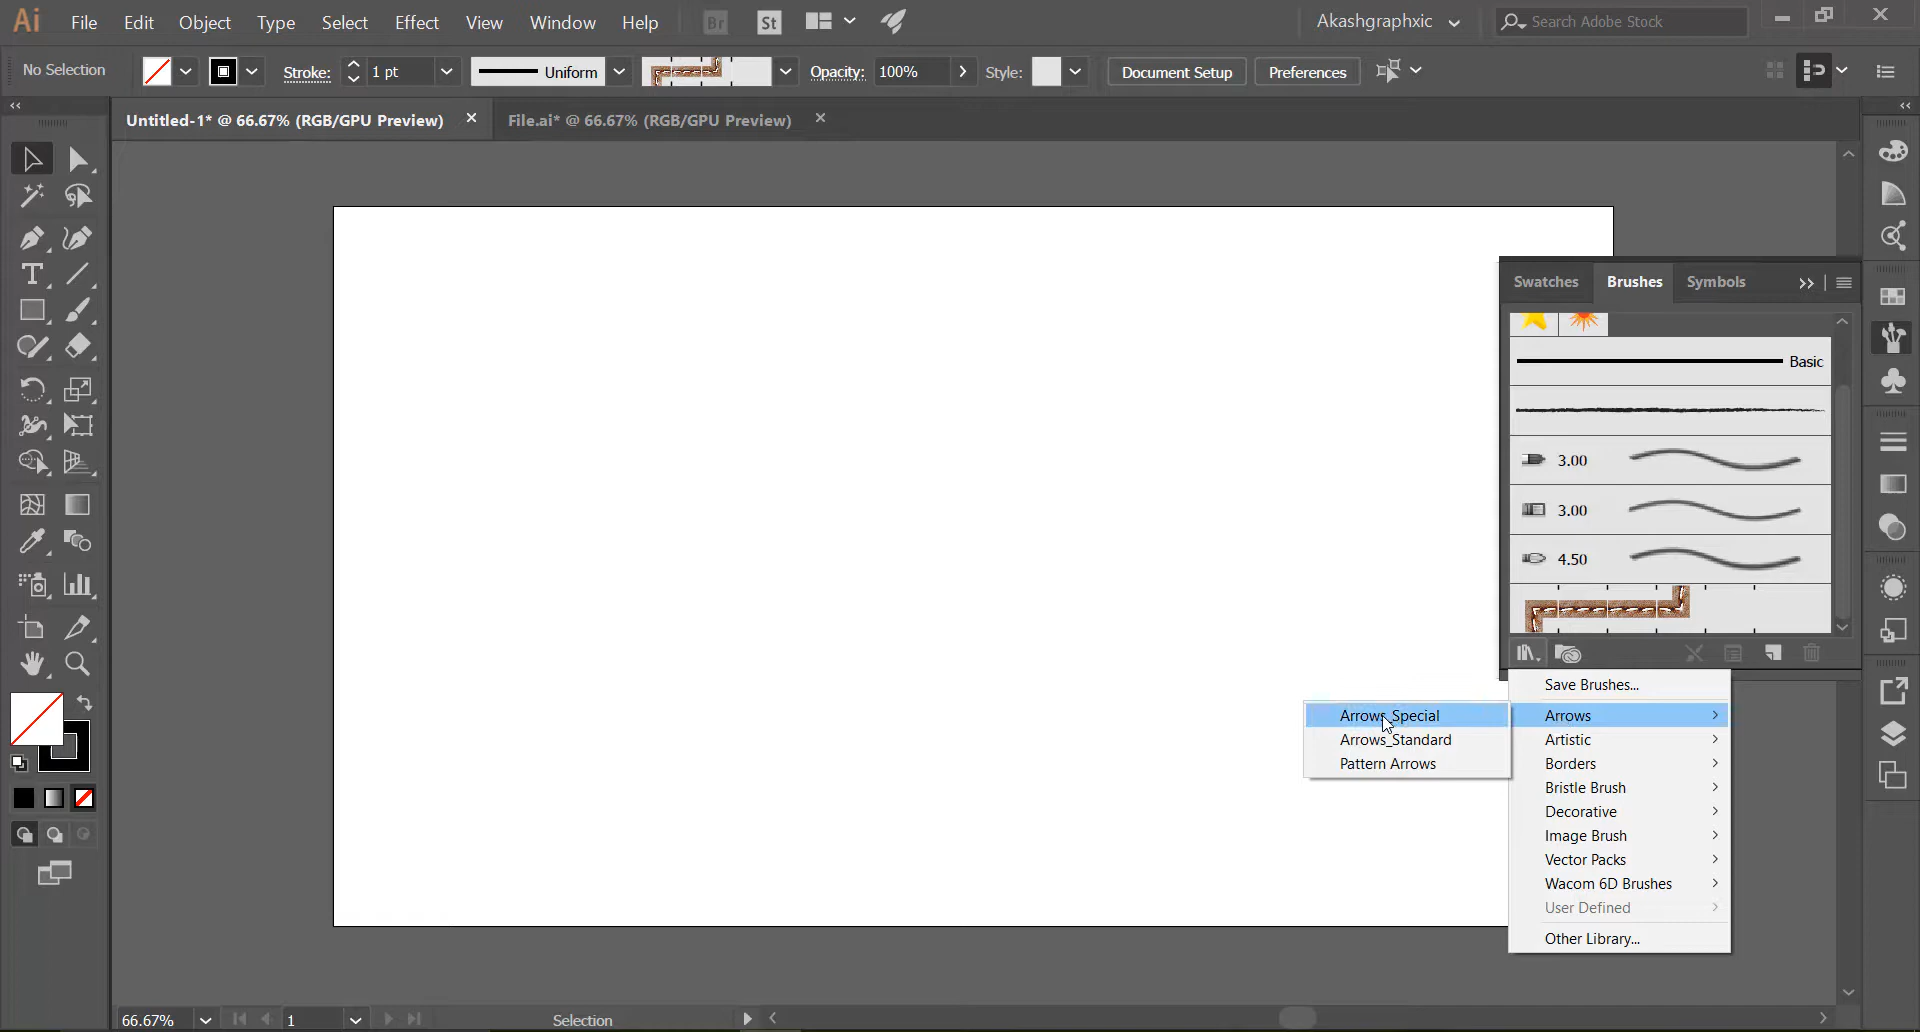 Ai File Edit Object Type Select Effect View Window Help Br St Akashgraphxic Search Adobe Stock
No Selection Stroke: 1 pt Uniform Opacity: 100% Style: Document Setup Preferences
Untitled-1* @ 66.67% (RGB/GPU Preview) File.ai* @ 66.67% (RGB/GPU Preview)
Swatches Brushes Symbols
Basic
3.00
3.00
4.50
Save Brushes...
Arrows
Artistic
Borders
Bristle Brush
Decorative
Image Brush
Vector Packs
Wacom 6D Brushes
User Defined
Other Library...
Arrows_Special
Arrows_Standard
Pattern Arrows
66.67% 1 Selection